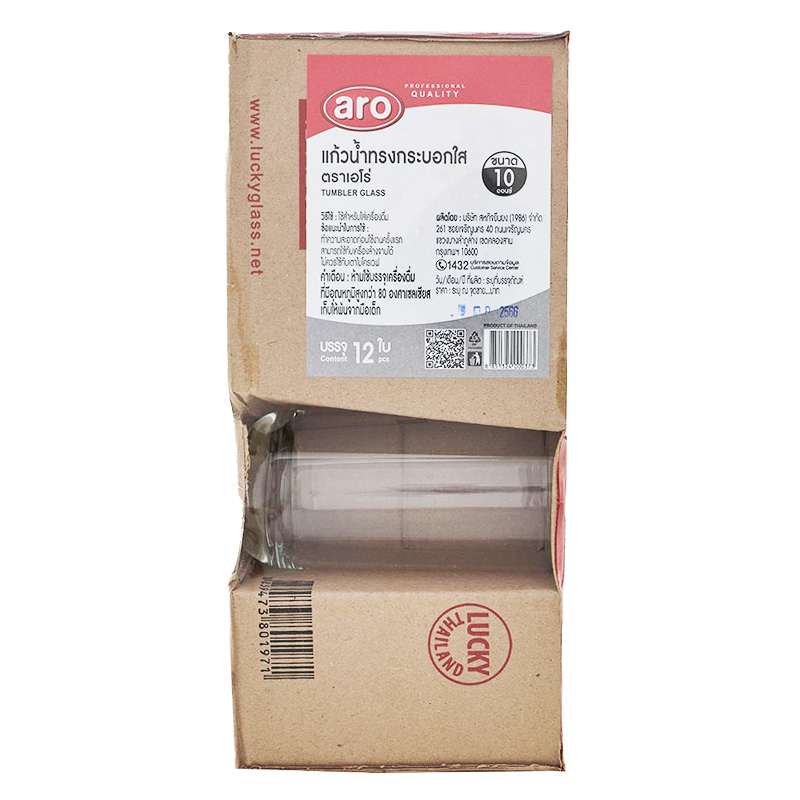 aro
PROFESSIONAL
QUALITY
แก้วน้ำทรงกระบอกใส
ตราเอโร่
TUMBLER GLASS
ขนาด
10
ออนซ์
วิธีใช้ : ใช้สำหรับใส่เครื่องดื่ม
ข้อแนะนำในการใช้ :
ทำความสะอาดก่อนใช้งานครั้งแรก
สามารถใช้กับเครื่องล้างจานได้
ไม่ควรใช้กับเตาไมโครเวฟ
คำเตือน : ห้ามใช้บรรจุเครื่องดื่ม
ที่มีอุณหภูมิสูงกว่า 80 องศาเซลเซียส
เก็บให้พ้นจากมือเด็ก
ผลิตโดย : บริษัท สหกิจยืนยง (1986) จำกัด
261 ซอยเจริญนคร 40 ถนนเจริญนคร
แขวงบางลำภูล่าง เขตคลองสาน
กรุงเทพฯ 10600
1432 บริการสอบถามข้อมูล
Customer Service Center
วัน/เดือน/ปี ที่ผลิต : ระบุที่บรรจุภัณฑ์
ราคา : ระบุ ณ จุดขาย...บาท
2566
PRODUCT OF THAILAND
บรรจุ 12 ใบ
Content pcs
www.luckyglass.net
473801971
LUCKY
THAILAND